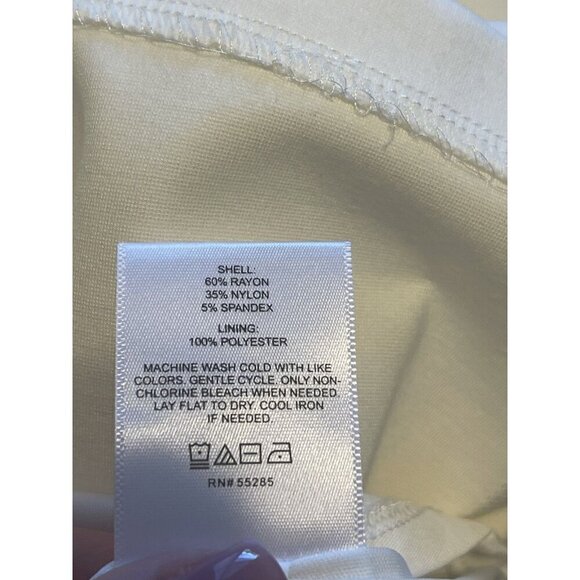 SHELL:
60% RAYON
35% NYLON
5% SPANDEX
LINING:
100% POLYESTER
MACHINE WASH COLD WITH LIKE
COLORS. GENTLE CYCLE. ONLY NON-
CHLORINE BLEACH WHEN NEEDED.
LAY FLAT TO DRY. COOL IRON
IF NEEDED.
RN# 55285